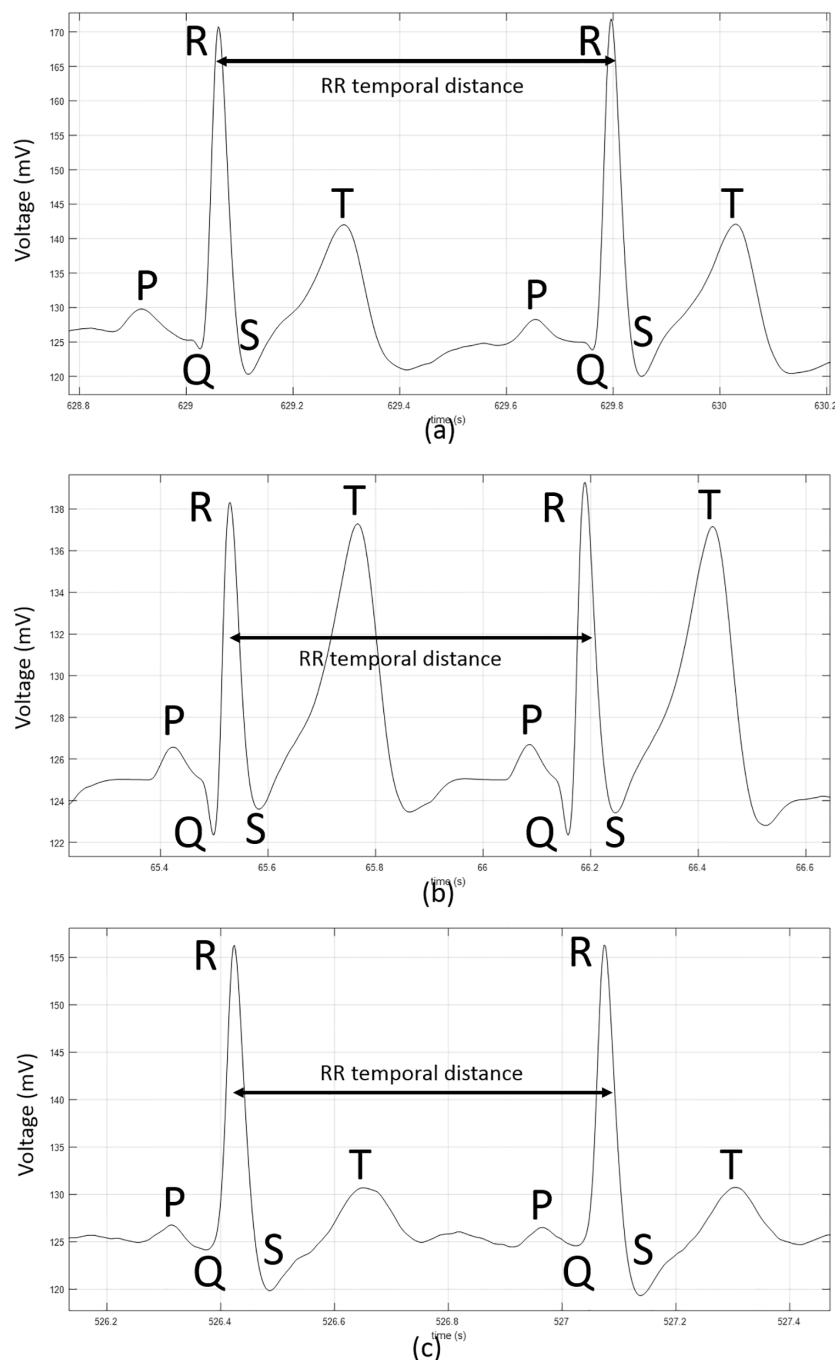 170
165
160
155
150
145
140
135
130
125
120
Voltage (mV)
R
R
RR temporal distance
T
T
P
P
S
S
Q
Q
628.8
629
629.2
629.4
629.6
629.8
630
630.2
time (s)
(a)
138
136
134
132
130
128
126
124
122
Voltage (mV)
R
T
R
T
RR temporal distance
P
P
Q
S
Q
S
65.4
65.6
65.8
66
66.2
66.4
66.6
time (s)
(b)
155
150
145
140
135
130
125
120
Voltage (mV)
R
R
RR temporal distance
T
T
P
P
S
S
Q
Q
526.2
526.4
526.6
526.8
527
527.2
527.4
time (s)
(c)